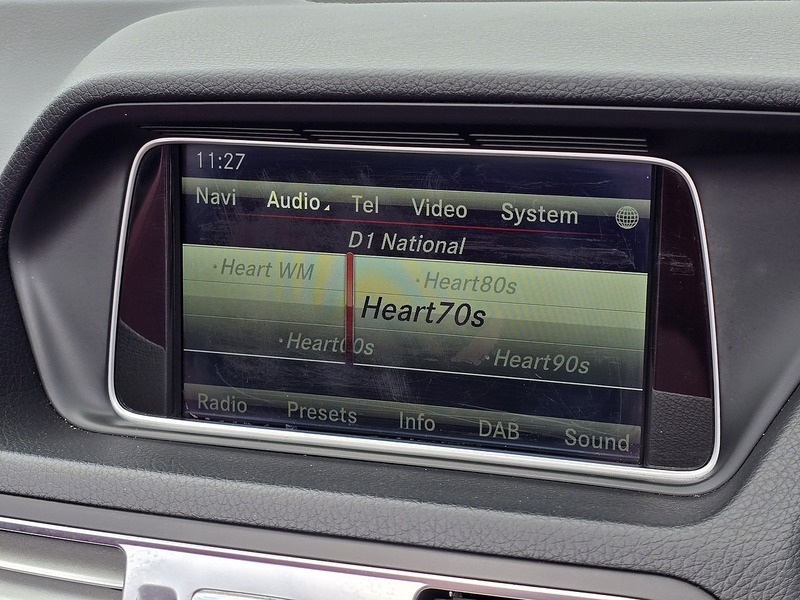 11:27
Navi Audio Tel Video System
D1 National
·Heart WM ·Heart80s
Heart70s
·Heart00s ·Heart90s
Radio Presets Info DAB Sound